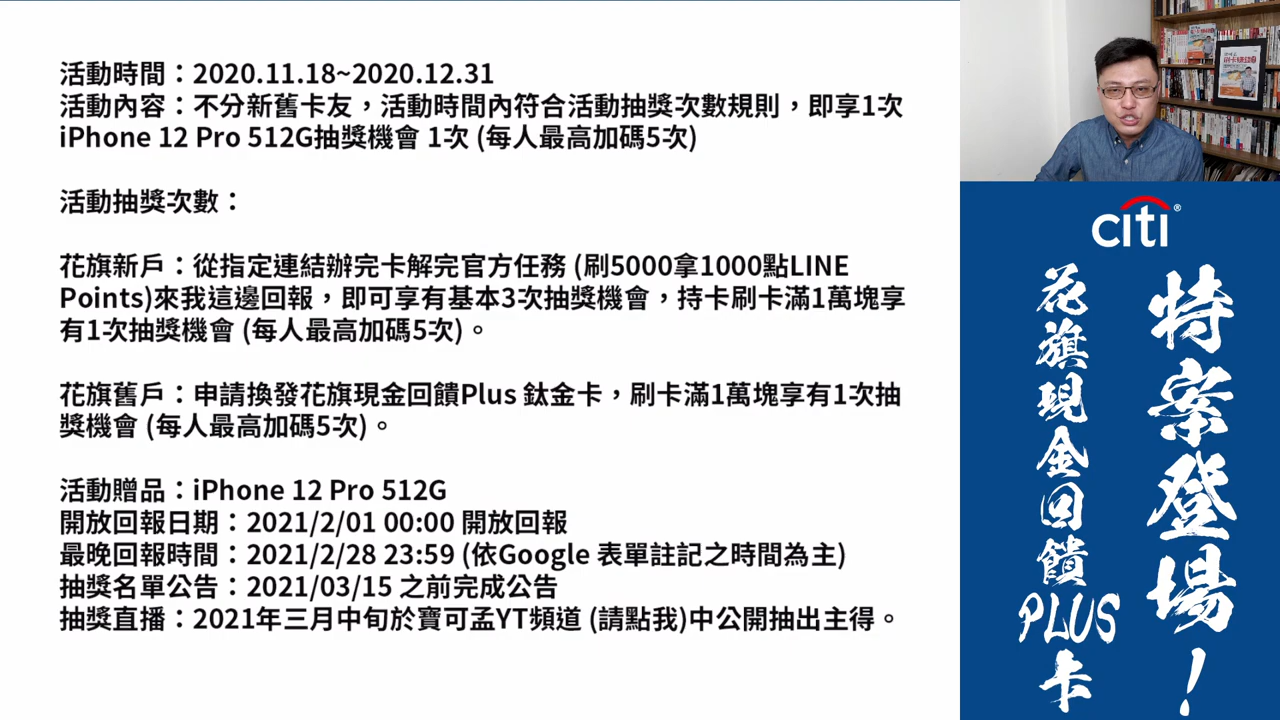 活動時間：2020.11.18~2020.12.31
活動內容：不分新舊卡友，活動時間內符合活動抽獎次數規則，即享1次
iPhone 12 Pro 512G抽獎機會 1次 (每人最高加碼5次)
活動抽獎次數：
花旗新戶：從指定連結辦完卡解完官方任務 (刷5000拿1000點LINE
Points)來我這邊回報，即可享有基本3次抽獎機會，持卡刷卡滿1萬塊享
有1次抽獎機會 (每人最高加碼5次)。
花旗舊戶：申請換發花旗現金回饋Plus 鈦金卡，刷卡滿1萬塊享有1次抽
獎機會 (每人最高加碼5次)。
活動贈品：iPhone 12 Pro 512G
開放回報日期：2021/2/01 00:00 開放回報
最晚回報時間：2021/2/28 23:59 (依Google 表單註記之時間為主)
抽獎名單公告：2021/03/15 之前完成公告
抽獎直播：2021年三月中旬於寶可孟YT頻道 (請點我)中公開抽出主得。
citi®
特案登場！
花旗現金回饋PLUS卡